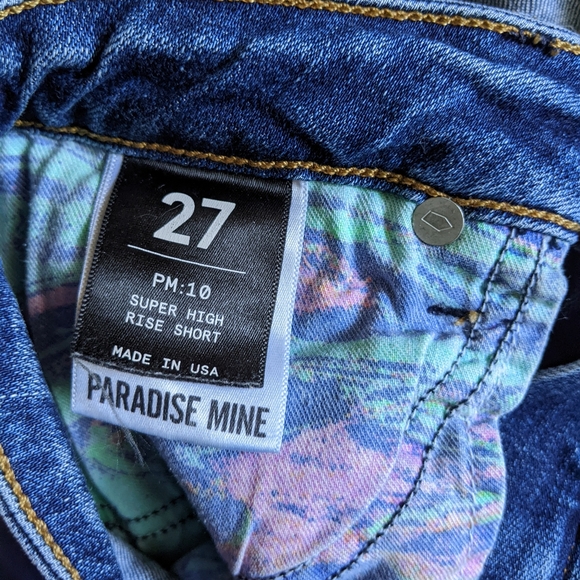 27
PM:10
SUPER HIGH
RISE SHORT
MADE IN USA
PARADISE MINE